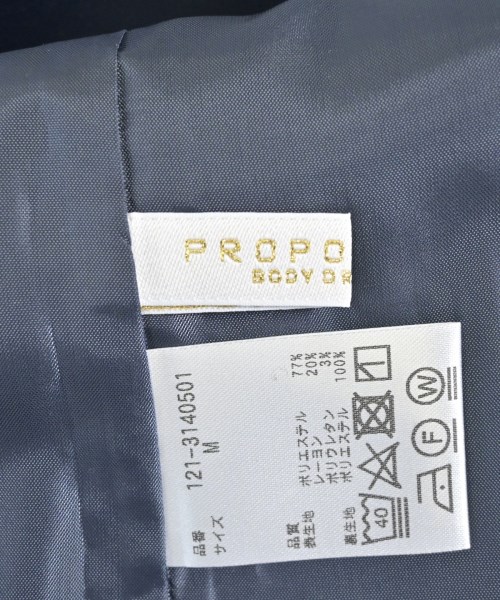 PROPO
BODY DR
品番 121-3140501
サイズ M
品質
表生地 ポリエステル 77%
レーヨン 20%
ポリウレタン 3%
裏生地 ポリエステル 100%
40
F
W